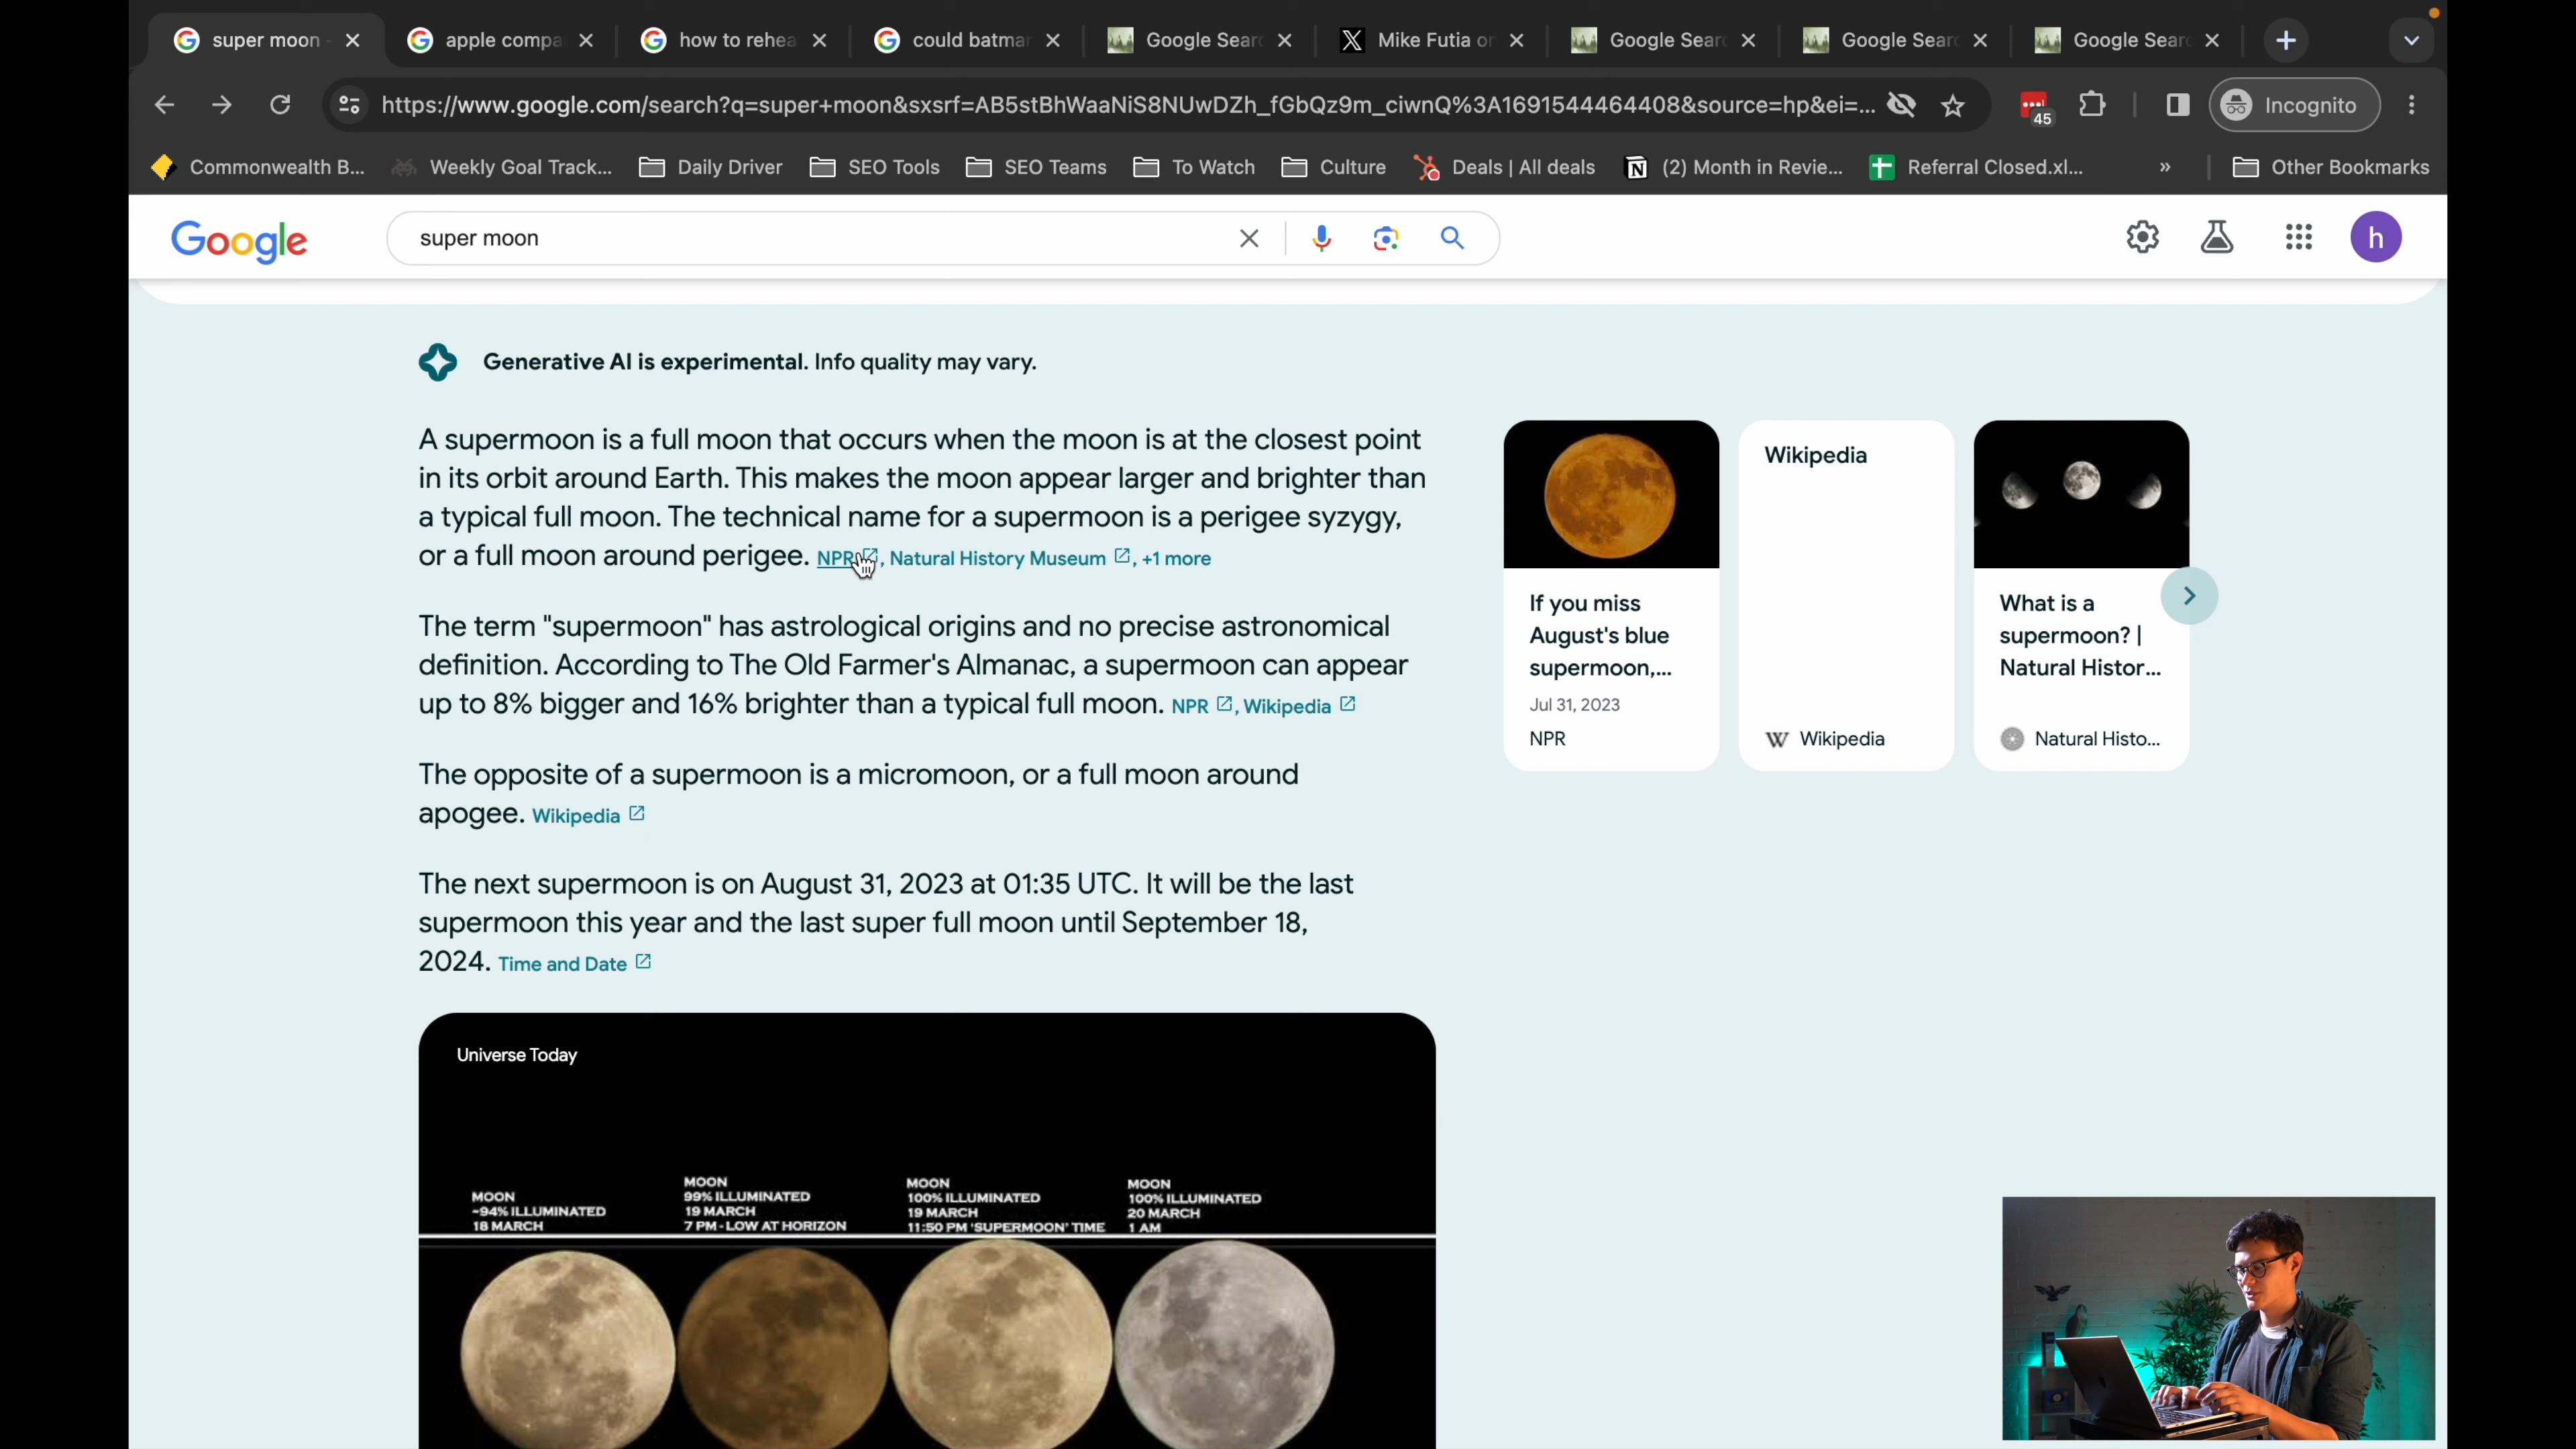 super moon -
apple compa
how to rehea
could batmar
Google Sear
Mike Futia or
Google Sear
Google Sear
Google Sear
https://www.google.com/search?q=super+moon&sxsrf=AB5stBhWaaNiS8NUwDZh_fGbQz9m_ciwnQ%3A1691544464408&source=hp&ei=...
45
Incognito
Commonwealth B...
Weekly Goal Track...
Daily Driver
SEO Tools
SEO Teams
To Watch
Culture
Deals | All deals
(2) Month in Revie...
Referral Closed.xl...
»
Other Bookmarks
Google
super moon
h
Generative AI is experimental. Info quality may vary.
A supermoon is a full moon that occurs when the moon is at the closest point
in its orbit around Earth. This makes the moon appear larger and brighter than
a typical full moon. The technical name for a supermoon is a perigee syzygy,
or a full moon around perigee. NPR, Natural History Museum, +1 more
The term "supermoon" has astrological origins and no precise astronomical
definition. According to The Old Farmer's Almanac, a supermoon can appear
up to 8% bigger and 16% brighter than a typical full moon. NPR, Wikipedia
The opposite of a supermoon is a micromoon, or a full moon around
apogee. Wikipedia
The next supermoon is on August 31, 2023 at 01:35 UTC. It will be the last
supermoon this year and the last super full moon until September 18,
2024. Time and Date
If you miss
August's blue
supermoon,...
Jul 31, 2023
NPR
Wikipedia
W Wikipedia
What is a
supermoon? |
Natural Histor...
Natural Histo...
Universe Today
MOON
~94% ILLUMINATED
18 MARCH
MOON
99% ILLUMINATED
19 MARCH
7 PM - LOW AT HORIZON
MOON
100% ILLUMINATED
19 MARCH
11:50 PM 'SUPERMOON' TIME
MOON
100% ILLUMINATED
20 MARCH
1 AM